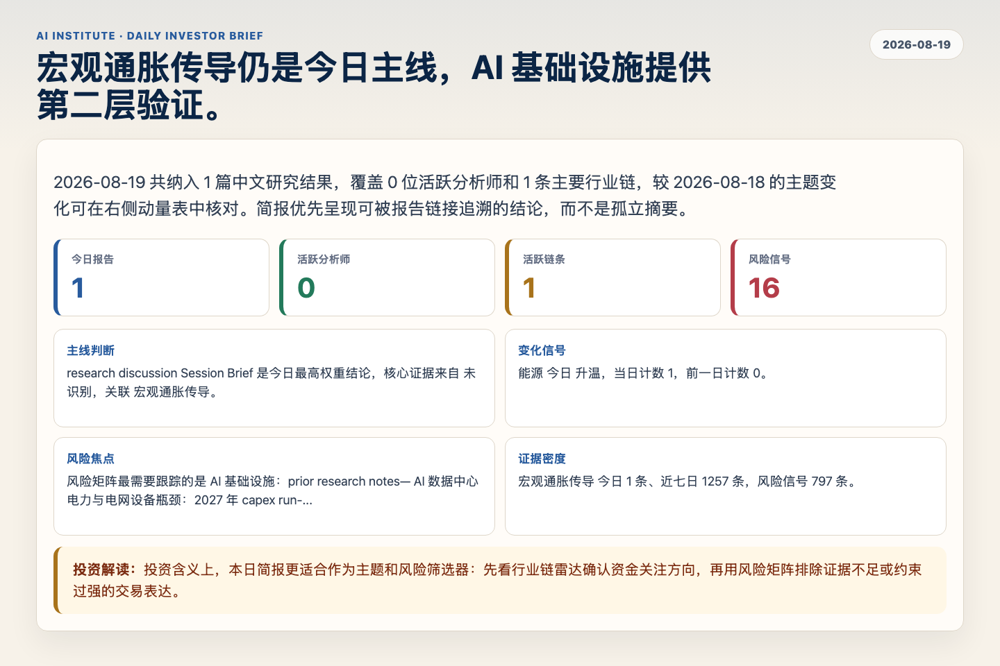 AI INSTITUTE · DAILY INVESTOR BRIEF
2026-08-19
宏观通胀传导仍是今日主线，AI 基础设施提供
第二层验证。
2026-08-19 共纳入 1 篇中文研究结果，覆盖 0 位活跃分析师和 1 条主要行业链，较 2026-08-18 的主题变
化可在右侧动量表中核对。简报优先呈现可被报告链接追溯的结论，而不是孤立摘要。
今日报告
1
活跃分析师
0
活跃链条
1
风险信号
16
主线判断
research discussion Session Brief 是今日最高权重结论，核心证据来自 未
识别，关联 宏观通胀传导。
变化信号
能源 今日 升温，当日计数 1，前一日计数 0。
风险焦点
风险矩阵最需要跟踪的是 AI 基础设施：prior research notes— AI 数据中心
电力与电网设备瓶颈：2027 年 capex run-...
证据密度
宏观通胀传导 今日 1 条、近七日 1257 条，风险信号 797 条。
投资解读：投资含义上，本日简报更适合作为主题和风险筛选器：先看行业链雷达确认资金关注方向，再用风险矩阵排除证据不足或约束
过强的交易表达。